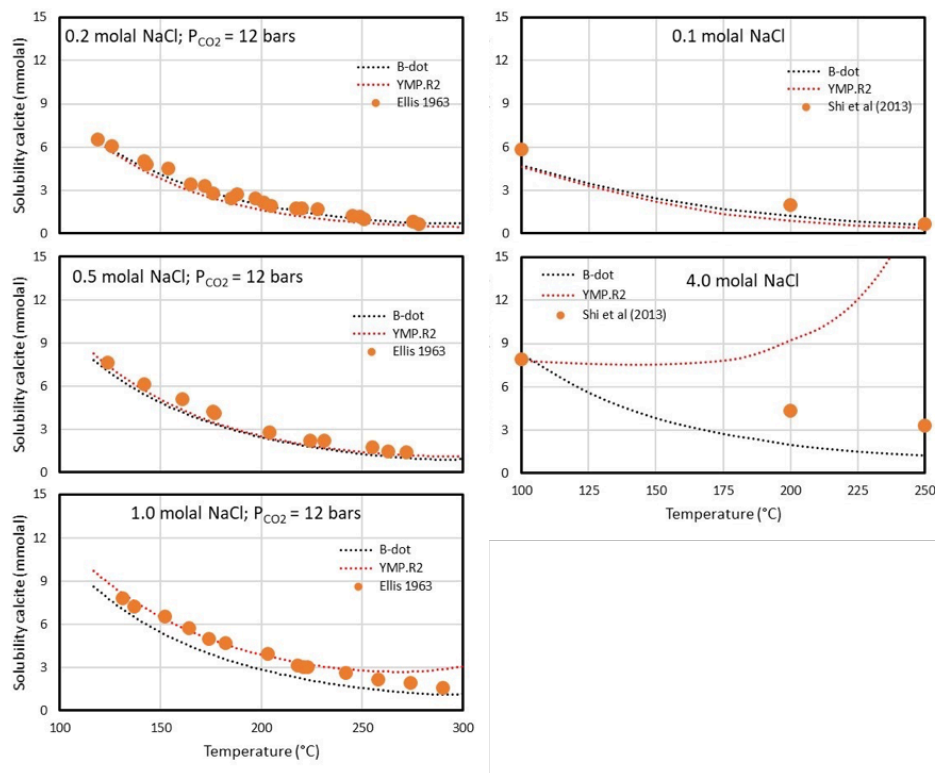 15
12
9
6
3
0
Solubility calcite (mmolal)
0.2 molal NaCl; PCO2 = 12 bars
B-dot
YMP.R2
Ellis 1963
15
12
9
6
3
0
0.1 molal NaCl
B-dot
YMP.R2
Shi et al (2013)
15
12
9
6
3
0
Solubility calcite (mmolal)
0.5 molal NaCl; PCO2 = 12 bars
B-dot
YMP.R2
Ellis 1963
15
12
9
6
3
0
B-dot
YMP.R2
Shi et al (2013)
4.0 molal NaCl
100 125 150 175 200 225 250
Temperature (°C)
15
12
9
6
3
0
Solubility calcite (mmolal)
1.0 molal NaCl; PCO2 = 12 bars
B-dot
YMP.R2
Ellis 1963
100 150 200 250 300
Temperature (°C)